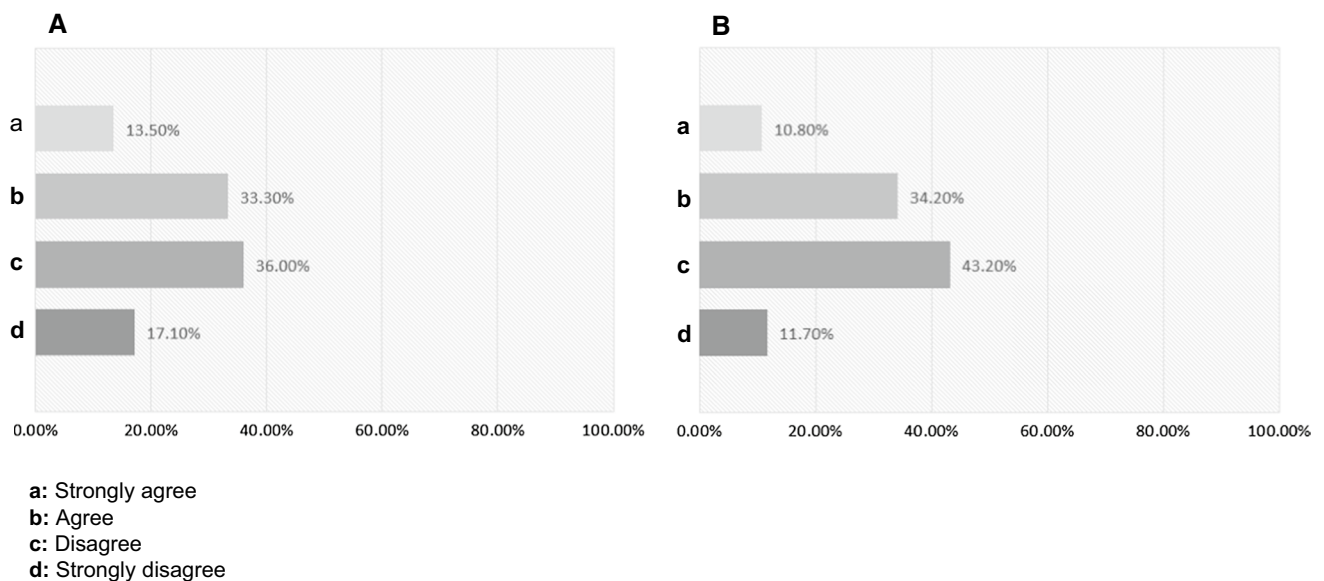 A
a 13.50%
b 33.30%
c 36.00%
d 17.10%
0.00% 20.00% 40.00% 60.00% 80.00% 100.00%
B
a 10.80%
b 34.20%
c 43.20%
d 11.70%
0.00% 20.00% 40.00% 60.00% 80.00% 100.00%
a: Strongly agree
b: Agree
c: Disagree
d: Strongly disagree